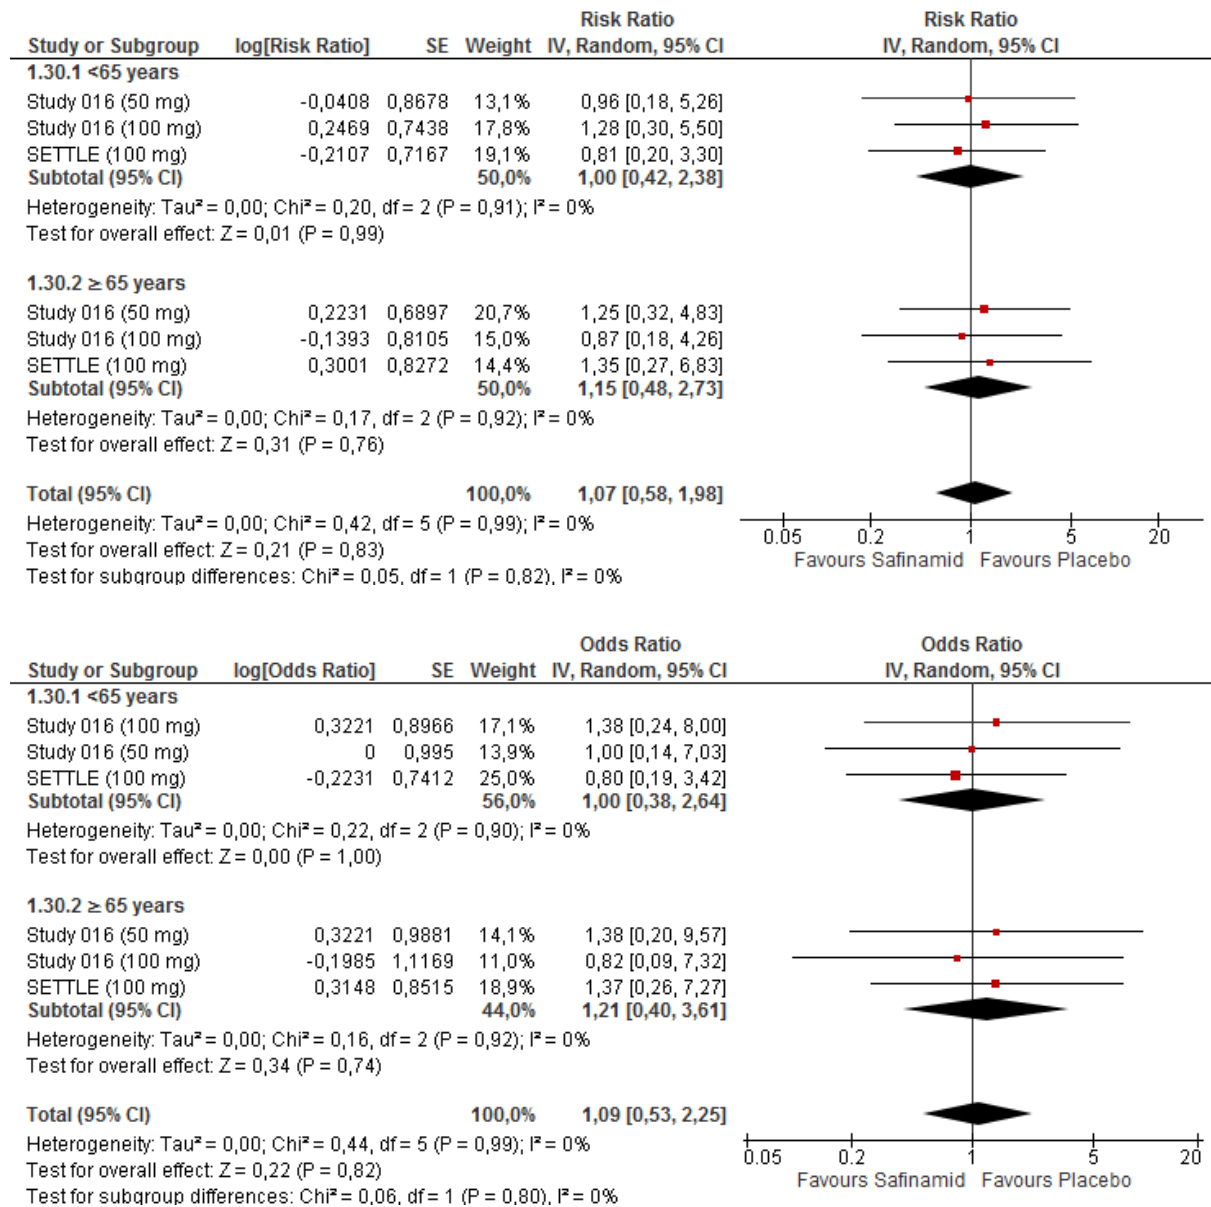 Risk Ratio Risk Ratio
Study or Subgroup log[Risk Ratio] SE Weight IV, Random, 95% CI IV, Random, 95% CI
1.30.1 <65 years
Study 016 (50 mg) -0,0408 0,8678 13,1% 0,96 [0,18, 5,26]
Study 016 (100 mg) 0,2469 0,7438 17,8% 1,28 [0,30, 5,50]
SETTLE (100 mg) -0,2107 0,7167 19,1% 0,81 [0,20, 3,30]
Subtotal (95% CI) 50,0% 1,00 [0,42, 2,38]
Heterogeneity: Tau² = 0,00; Chi² = 0,20, df = 2 (P = 0,91); I² = 0%
Test for overall effect: Z = 0,01 (P = 0,99)
1.30.2 ≥ 65 years
Study 016 (50 mg) 0,2231 0,6897 20,7% 1,25 [0,32, 4,83]
Study 016 (100 mg) -0,1393 0,8105 15,0% 0,87 [0,18, 4,26]
SETTLE (100 mg) 0,3001 0,8272 14,4% 1,35 [0,27, 6,83]
Subtotal (95% CI) 50,0% 1,15 [0,48, 2,73]
Heterogeneity: Tau² = 0,00; Chi² = 0,17, df = 2 (P = 0,92); I² = 0%
Test for overall effect: Z = 0,31 (P = 0,76)
Total (95% CI) 100,0% 1,07 [0,58, 1,98]
Heterogeneity: Tau² = 0,00; Chi² = 0,42, df = 5 (P = 0,99); I² = 0%
Test for overall effect: Z = 0,21 (P = 0,83)
Test for subgroup differences: Chi² = 0,05, df = 1 (P = 0,82), I² = 0%
0.05 0.2 1 5 20
Favours Safinamid Favours Placebo
Odds Ratio Odds Ratio
Study or Subgroup log[Odds Ratio] SE Weight IV, Random, 95% CI IV, Random, 95% CI
1.30.1 <65 years
Study 016 (100 mg) 0,3221 0,8966 17,1% 1,38 [0,24, 8,00]
Study 016 (50 mg) 0 0,995 13,9% 1,00 [0,14, 7,03]
SETTLE (100 mg) -0,2231 0,7412 25,0% 0,80 [0,19, 3,42]
Subtotal (95% CI) 56,0% 1,00 [0,38, 2,64]
Heterogeneity: Tau² = 0,00; Chi² = 0,22, df = 2 (P = 0,90); I² = 0%
Test for overall effect: Z = 0,00 (P = 1,00)
1.30.2 ≥ 65 years
Study 016 (50 mg) 0,3221 0,9881 14,1% 1,38 [0,20, 9,57]
Study 016 (100 mg) -0,1985 1,1169 11,0% 0,82 [0,09, 7,32]
SETTLE (100 mg) 0,3148 0,8515 18,9% 1,37 [0,26, 7,27]
Subtotal (95% CI) 44,0% 1,21 [0,40, 3,61]
Heterogeneity: Tau² = 0,00; Chi² = 0,16, df = 2 (P = 0,92); I² = 0%
Test for overall effect: Z = 0,34 (P = 0,74)
Total (95% CI) 100,0% 1,09 [0,53, 2,25]
Heterogeneity: Tau² = 0,00; Chi² = 0,44, df = 5 (P = 0,99); I² = 0%
Test for overall effect: Z = 0,22 (P = 0,82)
Test for subgroup differences: Chi² = 0,06, df = 1 (P = 0,80), I² = 0%
0.05 0.2 1 5 20
Favours Safinamid Favours Placebo